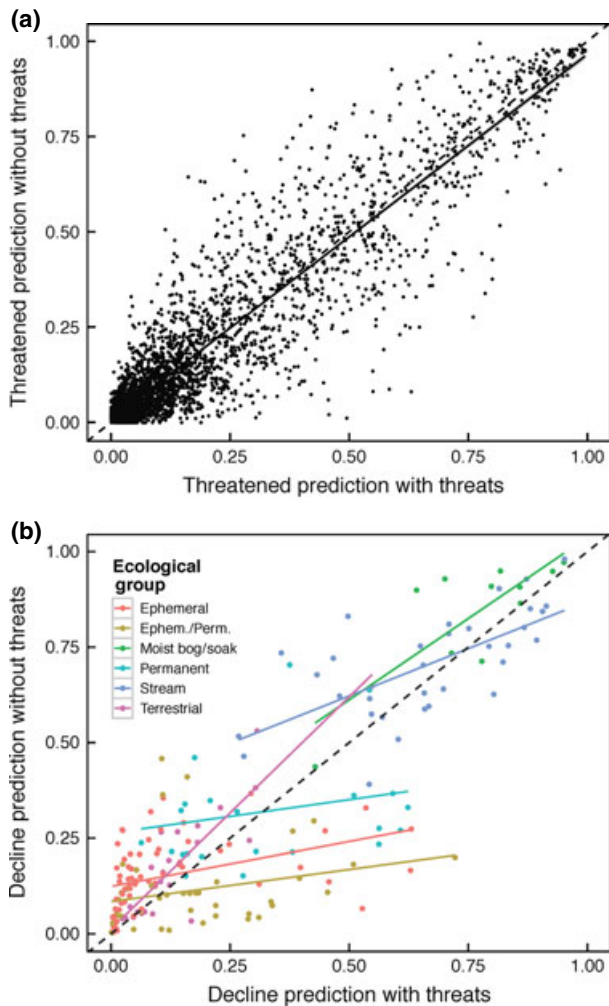 (a)
1.00
0.75
0.50
0.25
0.00
Threatened prediction without threats
0.00 0.25 0.50 0.75 1.00
Threatened prediction with threats
(b)
1.00
0.75
0.50
0.25
0.00
Decline prediction without threats
Ecological
group
Ephemeral
Ephem./Perm.
Moist bog/soak
Permanent
Stream
Terrestrial
0.00 0.25 0.50 0.75 1.00
Decline prediction with threats